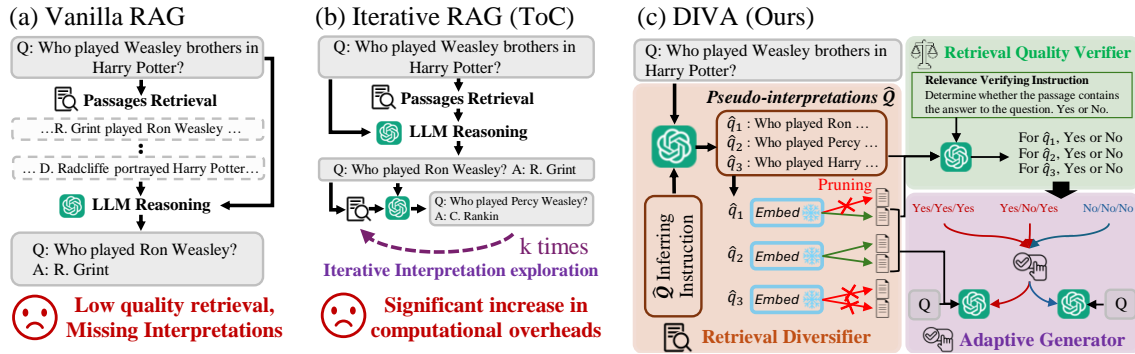 (a) Vanilla RAG
Q: Who played Weasley brothers in
Harry Potter?
Passages Retrieval
…R. Grint played Ron Weasley …
… D. Radcliffe portrayed Harry Potter…
LLM Reasoning
Q: Who played Ron Weasley?
A: R. Grint
Low quality retrieval,
Missing Interpretations
(b) Iterative RAG (ToC)
Q: Who played Weasley brothers in
Harry Potter?
Passages Retrieval
LLM Reasoning
Q: Who played Ron Weasley? A: R. Grint
Q: Who played Percy Weasley?
A: C. Rankin
k times
Iterative Interpretation exploration
Significant increase in
computational overheads
(c) DIVA (Ours)
Q: Who played Weasley brothers in
Harry Potter?
Pseudo-interpretations Q̂
q̂₁ : Who played Ron …
q̂₂ : Who played Percy …
q̂₃ : Who played Harry …
Pruning
q̂₁ Embed
q̂₂ Embed
q̂₃ Embed
Q̂ Inferring
Instruction
Retrieval Diversifier
Retrieval Quality Verifier
Relevance Verifying Instruction
Determine whether the passage contains
the answer to the question. Yes or No.
For q̂₁, Yes or No
For q̂₂, Yes or No
For q̂₃, Yes or No
Yes/Yes/Yes Yes/No/Yes No/No/No
Q Q
Adaptive Generator